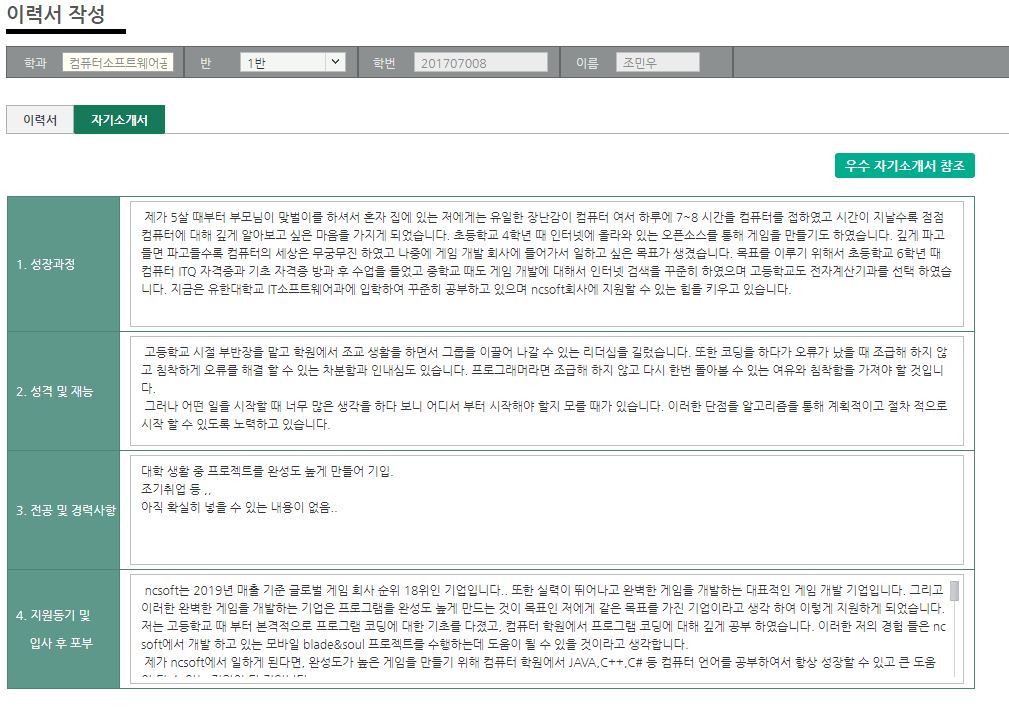 이력서 작성
학과 컴퓨터소프트웨어공 반 1반 학번 201707008 이름 조민우
이력서 자기소개서
우수 자기소개서 참조
1. 성장과정
제가 5살 때부터 부모님이 맞벌이를 하셔서 혼자 집에 있는 저에게는 유일한 장난감이 컴퓨터 여서 하루에 7~8 시간을 컴퓨터를 접하였고 시간이 지날수록 점점
컴퓨터에 대해 깊게 알아보고 싶은 마음을 가지게 되었습니다. 초등학교 4학년 때 인터넷에 올라와 있는 오픈소스를 통해 게임을 만들기도 하였습니다. 깊게 파고
들면 파고들수록 컴퓨터의 세상은 무궁무진 하였고 나중에 게임 개발 회사에 들어가서 일하고 싶은 목표가 생겼습니다. 목표를 이루기 위해서 초등학교 6학년 때
컴퓨터 ITQ 자격증과 기초 자격증 방과 후 수업을 들었고 중학교 때도 게임 개발에 대해서 인터넷 검색을 꾸준히 하였으며 고등학교도 전자계산기과를 선택 하였습
니다. 지금은 유한대학교 IT소프트웨어과에 입학하여 꾸준히 공부하고 있으며 ncsoft회사에 지원할 수 있는 힘을 키우고 있습니다.
2. 성격 및 재능
고등학교 시절 부반장을 맡고 학원에서 조교 생활을 하면서 그룹을 이끌어 나갈 수 있는 리더십을 길렀습니다. 또한 코딩을 하다가 오류가 났을 때 조급해 하지 않
고 침착하게 오류를 해결 할 수 있는 차분함과 인내심도 있습니다. 프로그래머라면 조급해 하지 않고 다시 한번 돌아볼 수 있는 여유와 침착함을 가져야 할 것입니
다.
그러나 어떤 일을 시작할 때 너무 많은 생각을 하다 보니 어디서 부터 시작해야 할지 모를 때가 있습니다. 이러한 단점을 알고리즘을 통해 계획적이고 절차 적으로
시작 할 수 있도록 노력하고 있습니다.
3. 전공 및 경력사항
대학 생활 중 프로젝트를 완성도 높게 만들어 기입.
조기취업 등 ,,
아직 확실히 넣을 수 있는 내용이 없음..
4. 지원동기 및
입사 후 포부
ncsoft는 2019년 매출 기준 글로벌 게임 회사 순위 18위인 기업입니다.. 또한 실력이 뛰어나고 완벽한 게임을 개발하는 대표적인 게임 개발 기업입니다. 그리고
이러한 완벽한 게임을 개발하는 기업은 프로그램을 완성도 높게 만드는 것이 목표인 저에게 같은 목표를 가진 기업이라고 생각 하여 이렇게 지원하게 되었습니다.
저는 고등학교 때 부터 본격적으로 프로그램 코딩에 대한 기초를 다졌고, 컴퓨터 학원에서 프로그램 코딩에 대해 깊게 공부 하였습니다. 이러한 저의 경험 들은 nc
soft에서 개발 하고 있는 모바일 blade&soul 프로젝트를 수행하는데 도움이 될 수 있을 것이라고 생각합니다.
제가 ncsoft에서 일하게 된다면, 완성도가 높은 게임을 만들기 위해 컴퓨터 학원에서 JAVA,C++,C# 등 컴퓨터 언어를 공부하여서 항상 성장할 수 있고 큰 도움